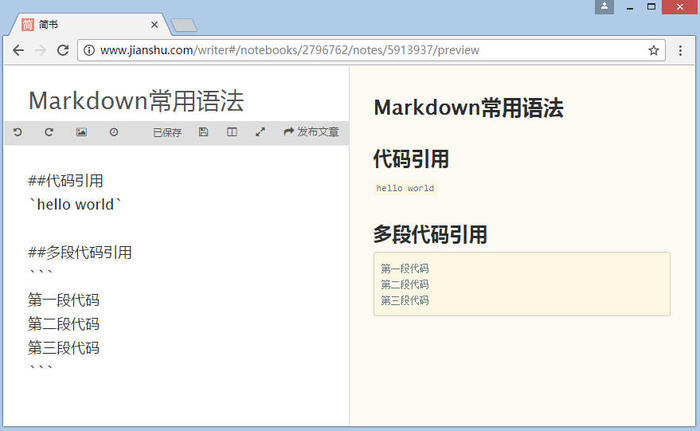 简 简书
www.jianshu.com/writer#/notebooks/2796762/notes/5913937/preview
Markdown常用语法
已保存 发布文章
##代码引用
`hello world`
##多段代码引用
```
第一段代码
第二段代码
第三段代码
```
Markdown常用语法
代码引用
hello world
多段代码引用
第一段代码
第二段代码
第三段代码